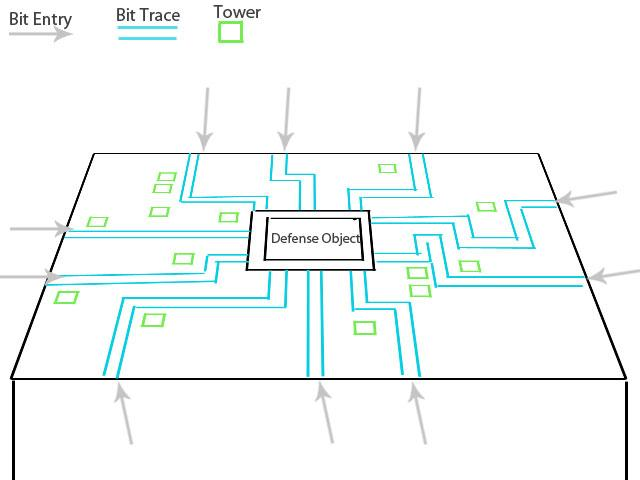 Bit Entry
Bit Trace
Tower
Defense Object